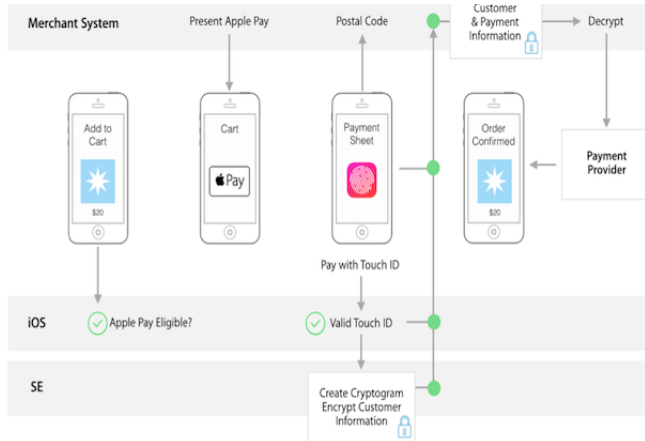 Merchant System
Present Apple Pay
Postal Code
Customer
& Payment
Information
Decrypt
Add to
Cart
$20
Cart
Pay
Payment
Sheet
Order
Confirmed
$20
Payment
Provider
Pay with Touch ID
iOS
Apple Pay Eligible?
Valid Touch ID
SE
Create Cryptogram
Encrypt Customer
Information